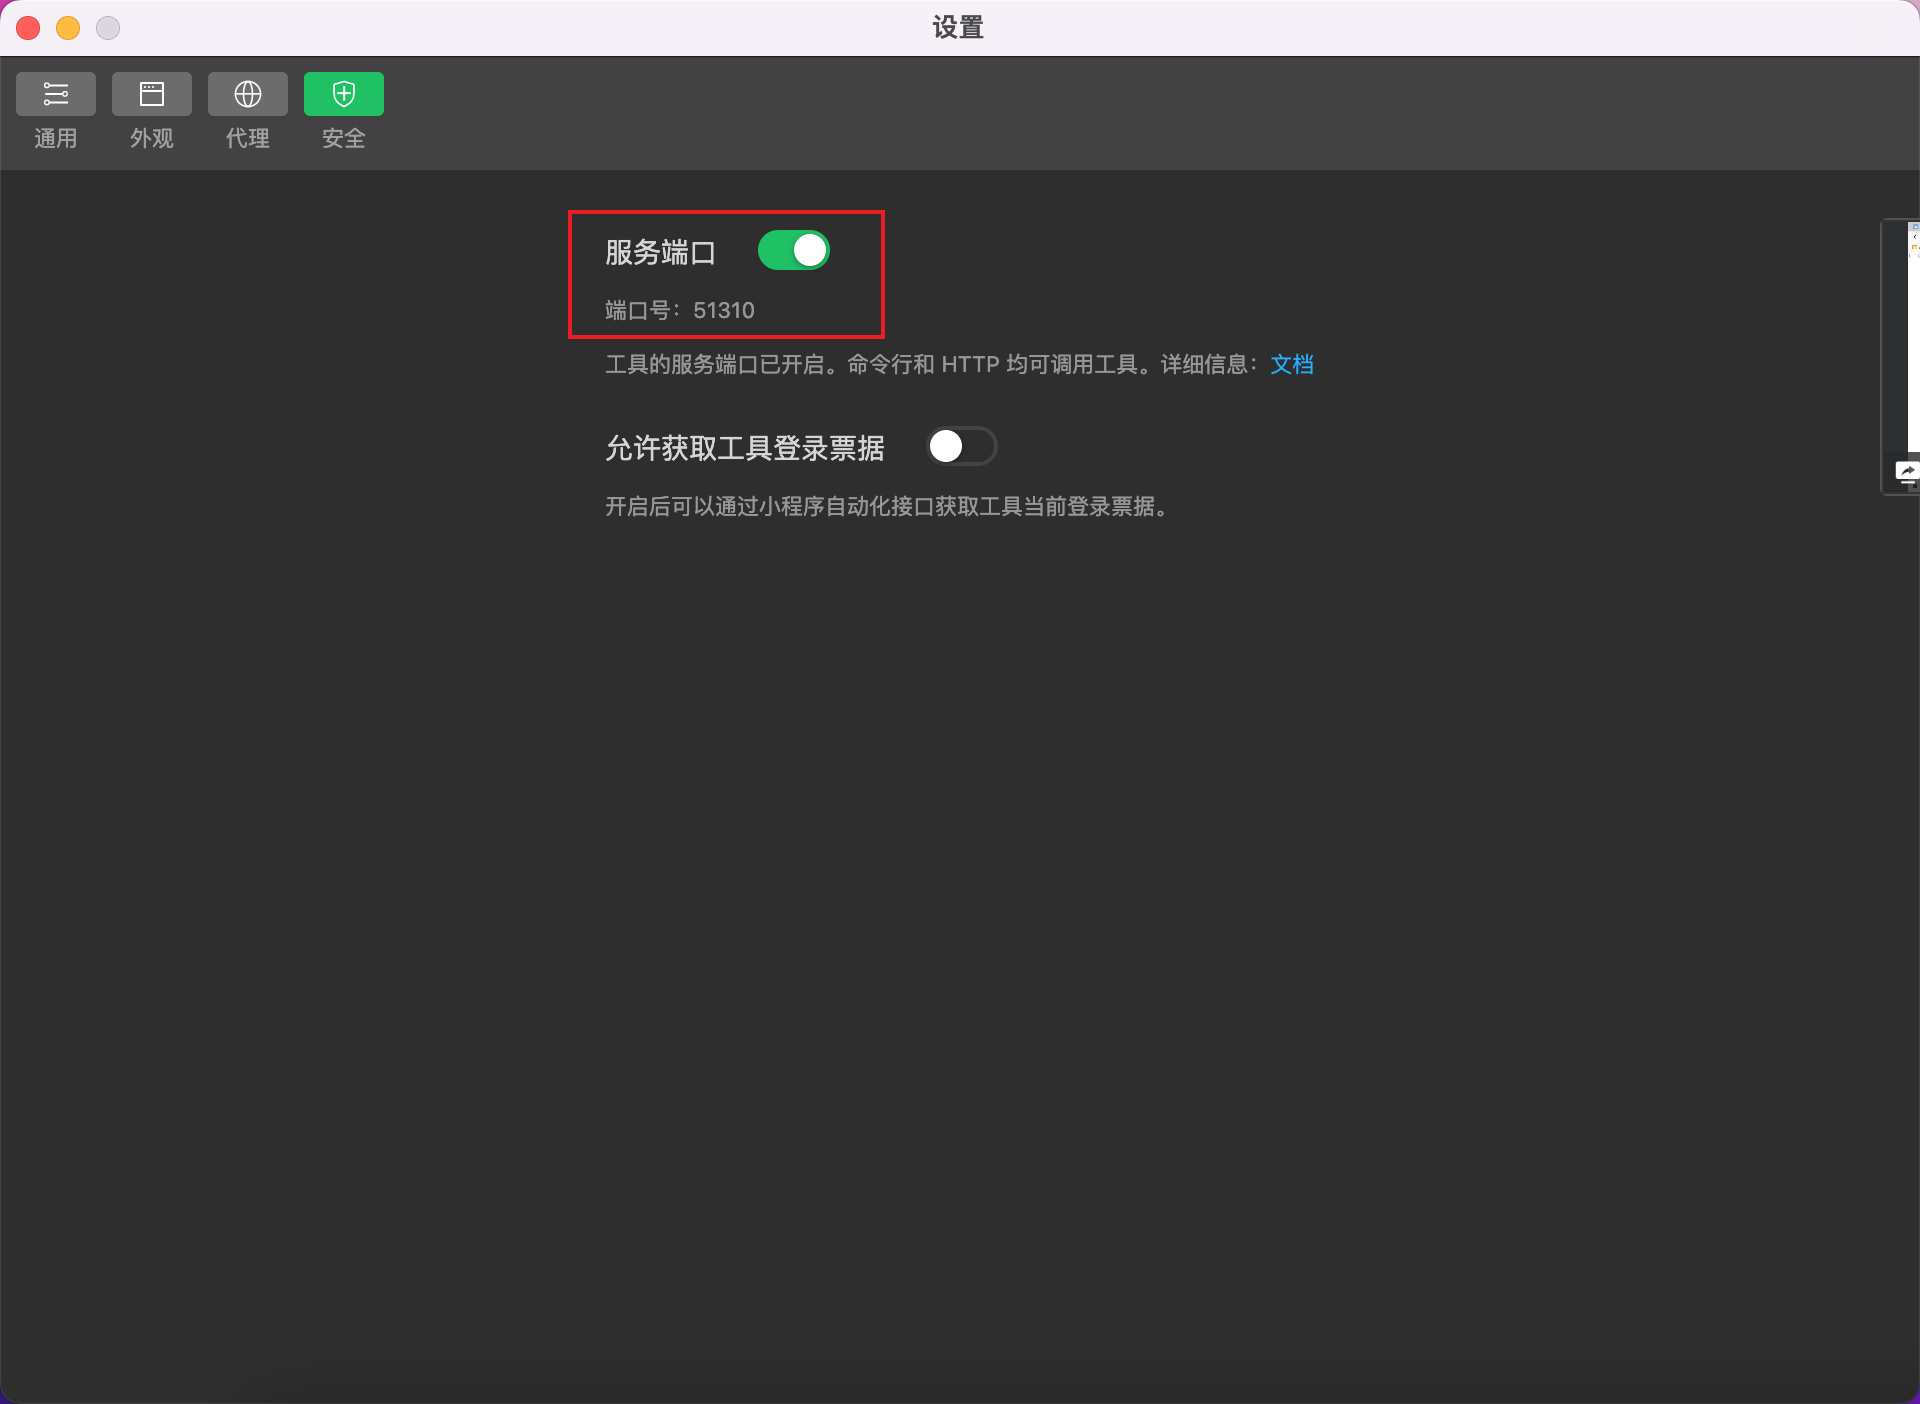 设置
通用 外观 代理 安全
服务端口
端口号：51310
工具的服务端口已开启。命令行和 HTTP 均可调用工具。详细信息：文档
允许获取工具登录票据
开启后可以通过小程序自动化接口获取工具当前登录票据。